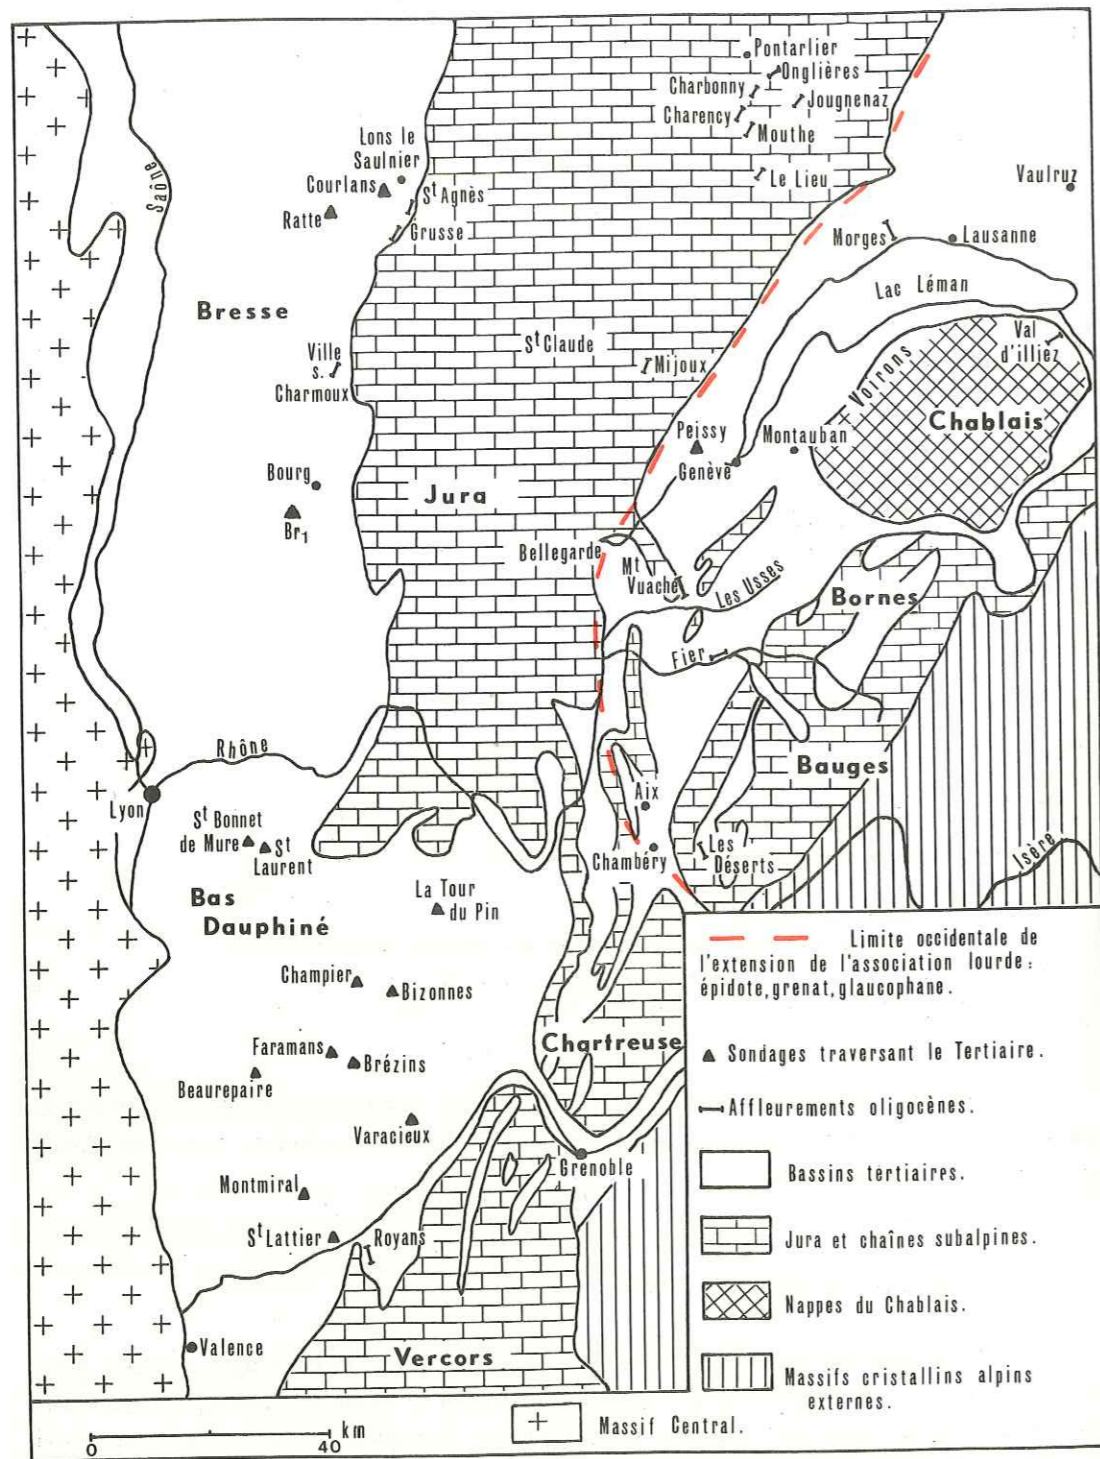 Pontarlier
Onglières
Charbonny
Jougnenaz
Charency
Mouthe
Lons le
Saulnier
Courlans
St Agnès
Ratte
Grusse
Le Lieu
Vaulruz
Saône
Morges
Lausanne
Bresse
Lac Léman
St Claude
Ville
s.
Charmoux
Mijoux
Voirons
Val
d'illiez
Chablais
Peissy
Montauban
Genève
Bourg
Jura
Br1
Bellegarde
Mt
Vuache
Les Usses
Bornes
Fier
Rhône
Bauges
Lyon
Aix
St Bonnet
de Mure
St
Laurent
Chambéry
Les
Déserts
Isère
Bas
Dauphiné
La Tour
du Pin
Champier
Bizonnes
Chartreuse
Faramans
Brézins
Beaurepaire
Varacieux
Grenoble
Montmiral
St Lattier
Royans
Valence
Vercors
Limite occidentale de
l'extension de l'association lourde :
épidote,grenat,glaucophane.
Sondages traversant le Tertiaire.
Affleurements oligocènes.
Bassins tertiaires.
Jura et chaînes subalpines.
Nappes du Chablais.
Massifs cristallins alpins
externes.
Massif Central.
0 40 km